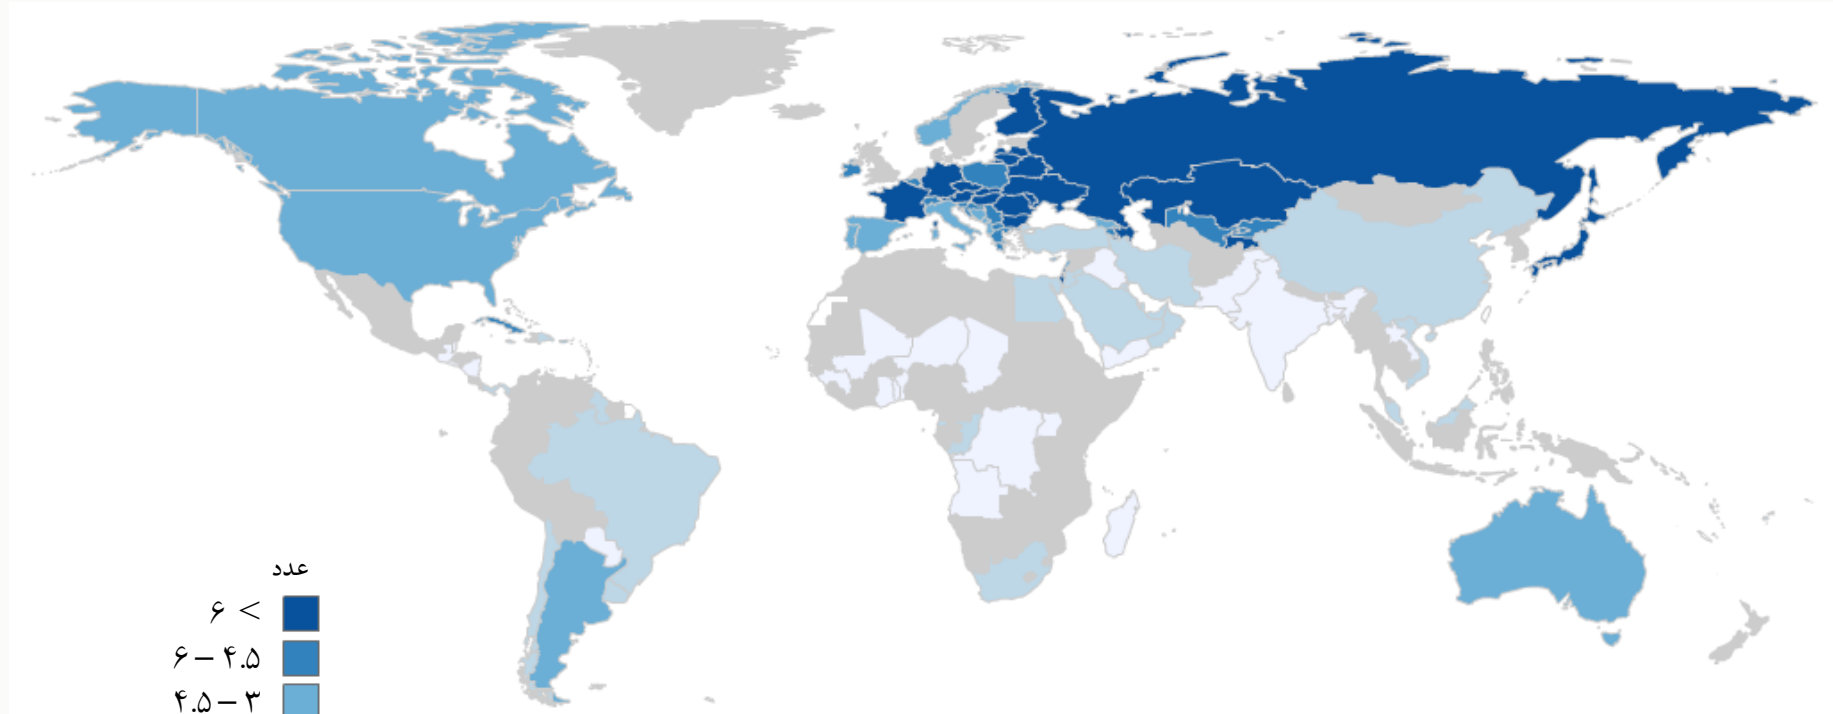 عدد
۶ <
۶ – ۴.۵
۴.۵ – ۳